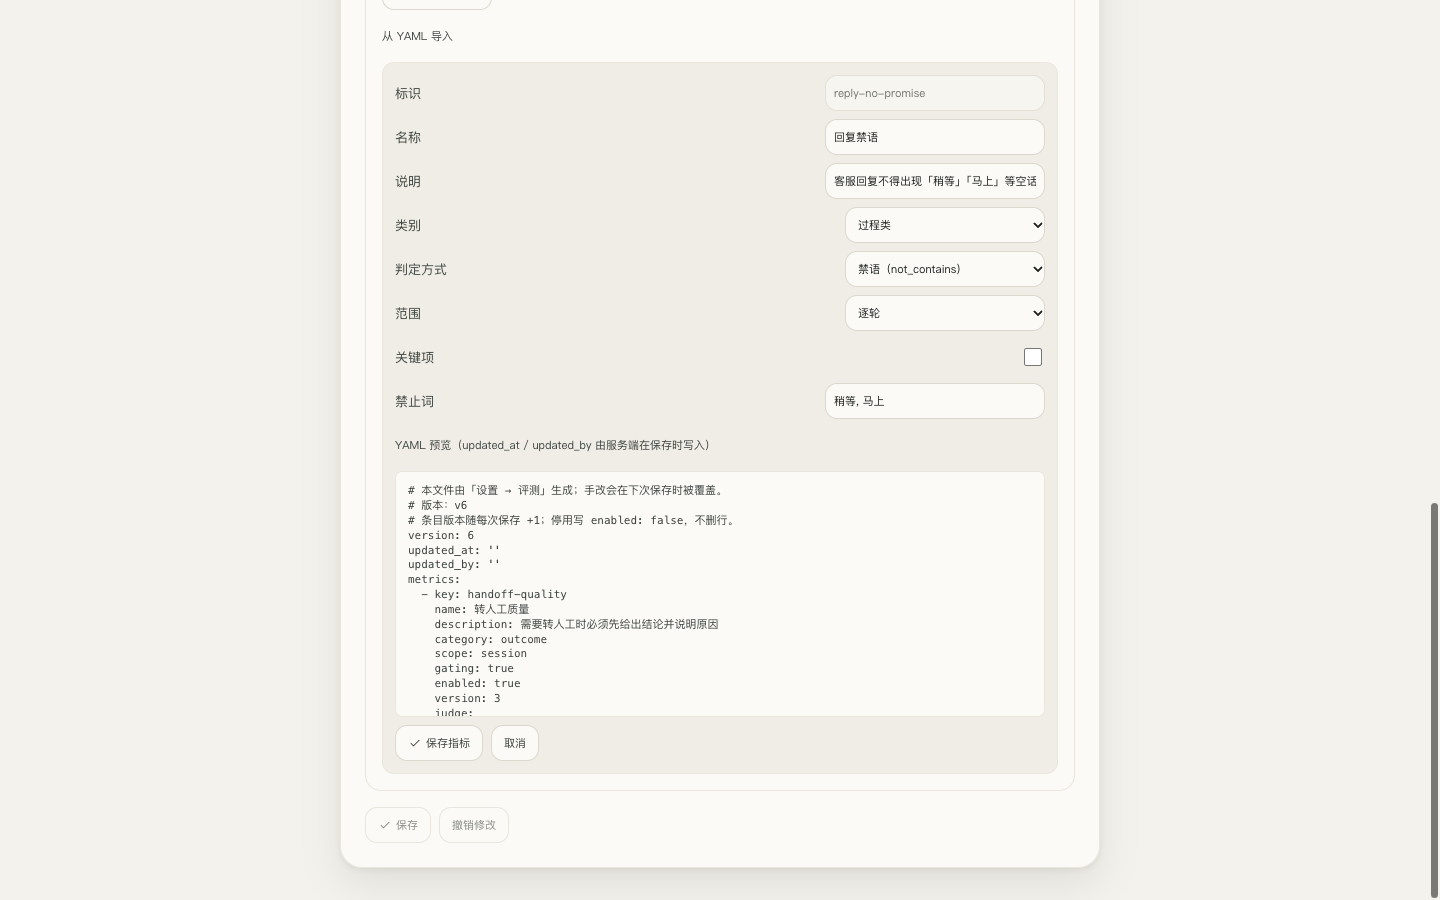 从 YAML 导入
标识
reply-no-promise
名称
回复禁语
说明
客服回复不得出现「稍等」「马上」等空话
类别
过程类
判定方式
禁语（not_contains）
范围
逐轮
关键项
禁止词
稍等, 马上
YAML 预览（updated_at / updated_by 由服务端在保存时写入）
# 本文件由「设置 → 评测」生成；手改会在下次保存时被覆盖。
# 版本：v6
# 条目版本随每次保存 +1；停用写 enabled: false，不删行。
version: 6
updated_at: ''
updated_by: ''
metrics:
  - key: handoff-quality
    name: 转人工质量
    description: 需要转人工时必须先给出结论并说明原因
    category: outcome
    scope: session
    gating: true
    enabled: true
    version: 3
    judge:
保存指标
取消
保存
撤销修改